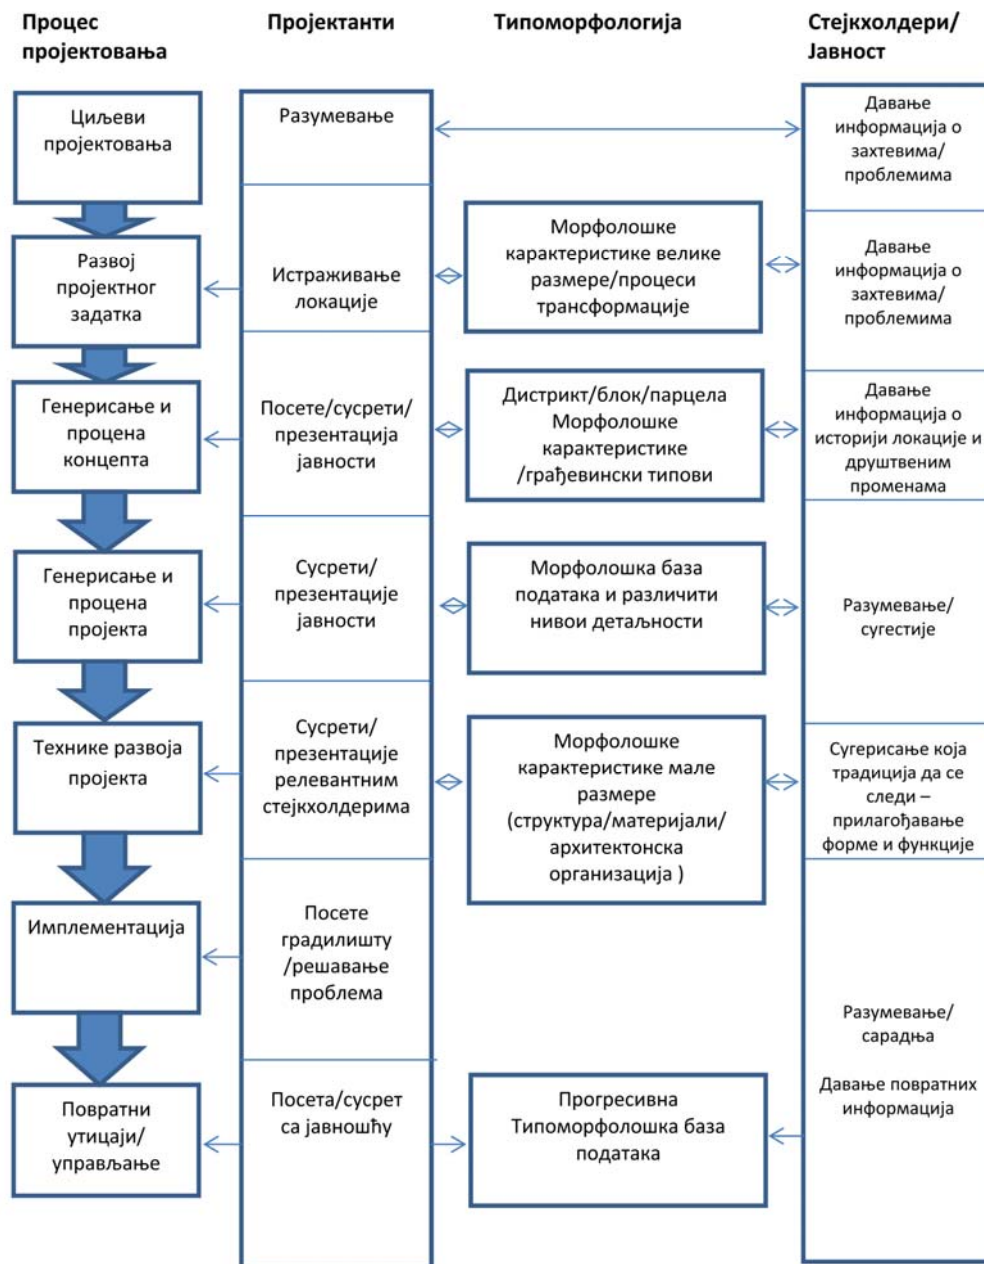 Процес
пројектовања
Пројектанти
Типоморфологија
Стејкхолдери/
Јавност
Циљеви
пројектовања
Разумевање
Давање
информација о
захтевима/
проблемима
Развој
пројектног
задатка
Истраживање
локације
Морфолошке
карактеристике велике
размере/процеси
трансформације
Давање
информација о
захтевима/
проблемима
Генерисање и
процена
концепта
Посете/сусрети/
презентација
јавности
Дистрикт/блок/парцела
Морфолошке
карактеристике
/грађевински типови
Давање
информација о
историји локације и
друштвеним
променама
Генерисање и
процена
пројекта
Сусрети/
презентације
јавности
Морфолошка база
података и различити
нивои детаљности
Разумевање/
сугестије
Технике развоја
пројекта
Сусрети/
презентације
релевантним
стејкхолдерима
Морфолошке
карактеристике мале
размере
(структура/материјали/
архитектонска
организација )
Сугерисање која
традиција да се
следи –
прилагођавање
форме и функције
Имплементација
Посете
градилишту
/решавање
проблема
Разумевање/
сарадња
Давање повратних
информација
Повратни
утицаји/
управљање
Посета/сусрет
са јавношћу
Прогресивна
Типоморфолошка база
података